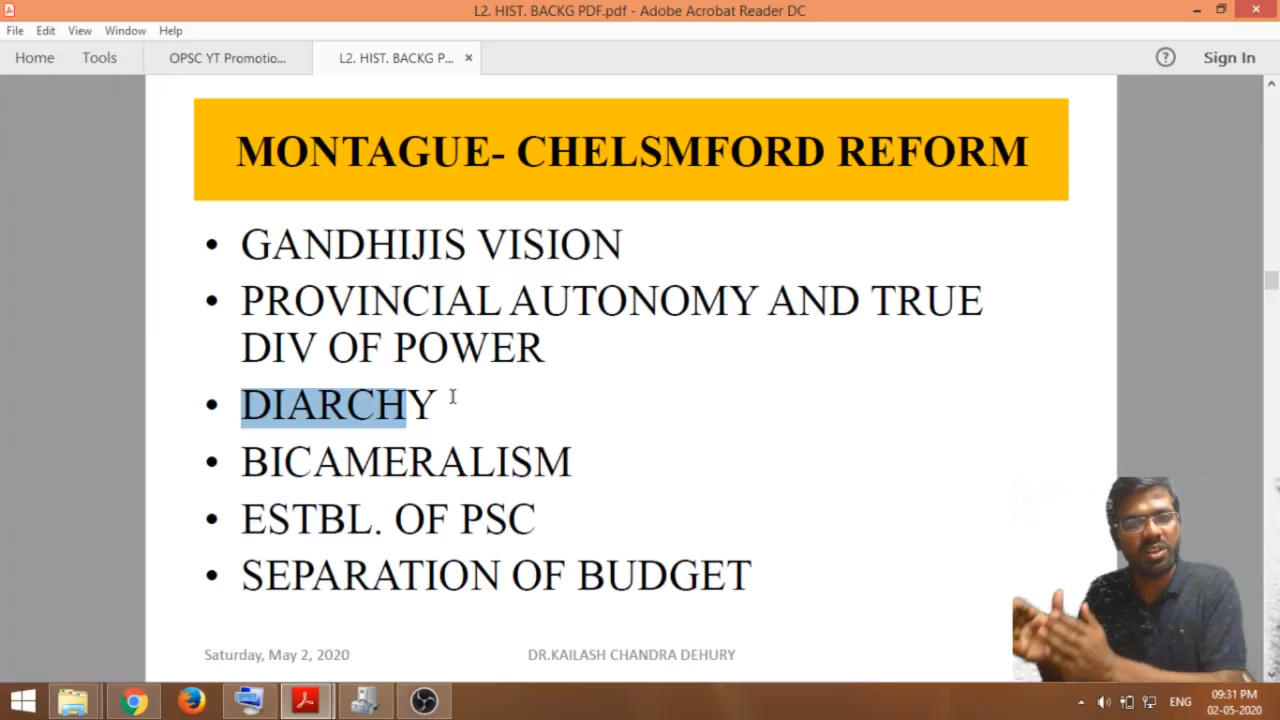 L2. HIST. BACKG PDF.pdf - Adobe Acrobat Reader DC
File Edit View Window Help
Home Tools OPSC YT Promotio... L2. HIST. BACKG P... × ? Sign In
MONTAGUE- CHELSMFORD REFORM
• GANDHIJIS VISION
• PROVINCIAL AUTONOMY AND TRUE
DIV OF POWER
• DIARCHY
• BICAMERALISM
• ESTBL. OF PSC
• SEPARATION OF BUDGET
Saturday, May 2, 2020 DR.KAILASH CHANDRA DEHURY
ENG 09:31 PM
02-05-2020